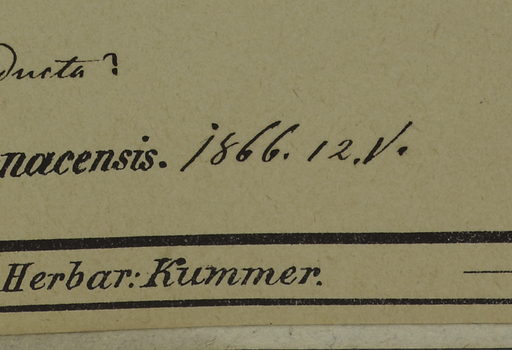 ducta?
nacensis. 1866. 12. V.
Herbar: Kummer.